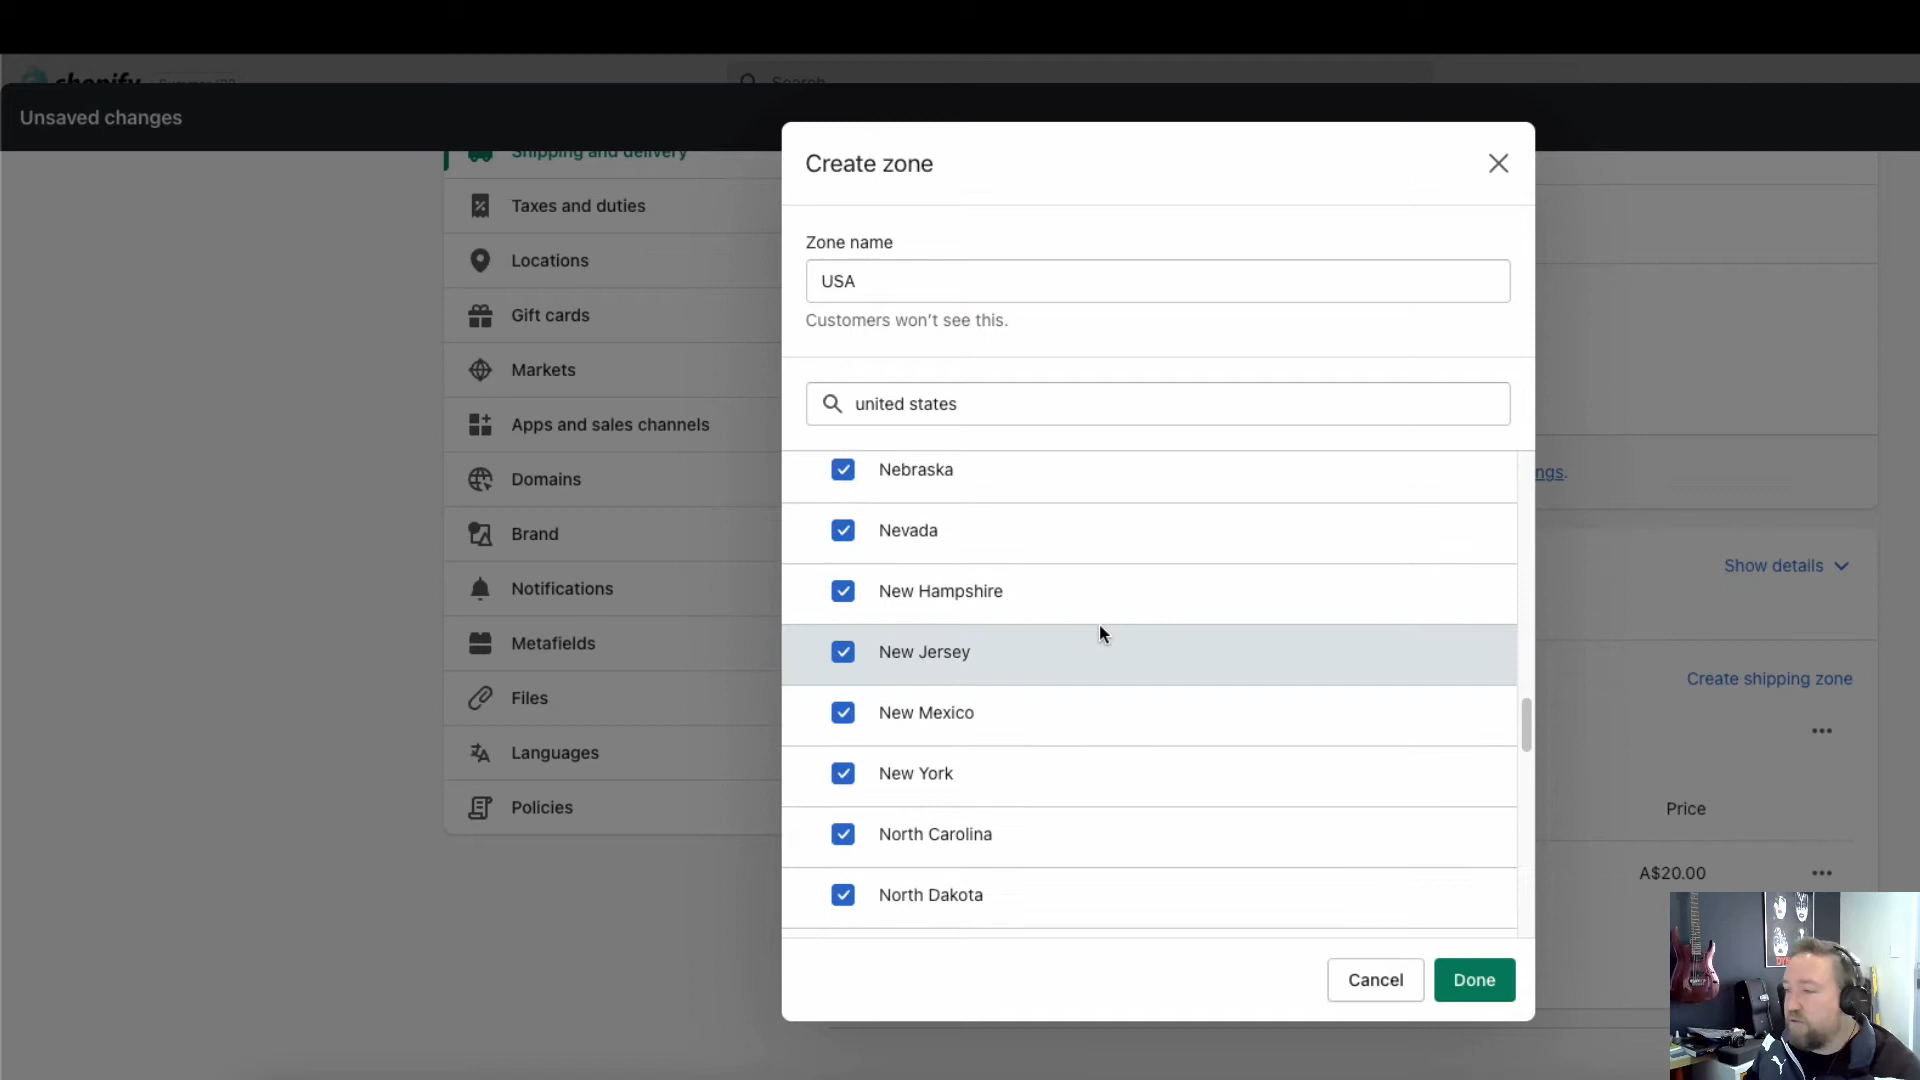 shopify
Search
Unsaved changes
Shipping and delivery
Taxes and duties
Locations
Gift cards
Markets
Apps and sales channels
Domains
Brand
Notifications
Metafields
Files
Languages
Policies
Create zone
Zone name
USA
Customers won't see this.
united states
Nebraska
Nevada
New Hampshire
New Jersey
New Mexico
New York
North Carolina
North Dakota
Cancel
Done
ngs.
Show details
Create shipping zone
Price
A$20.00